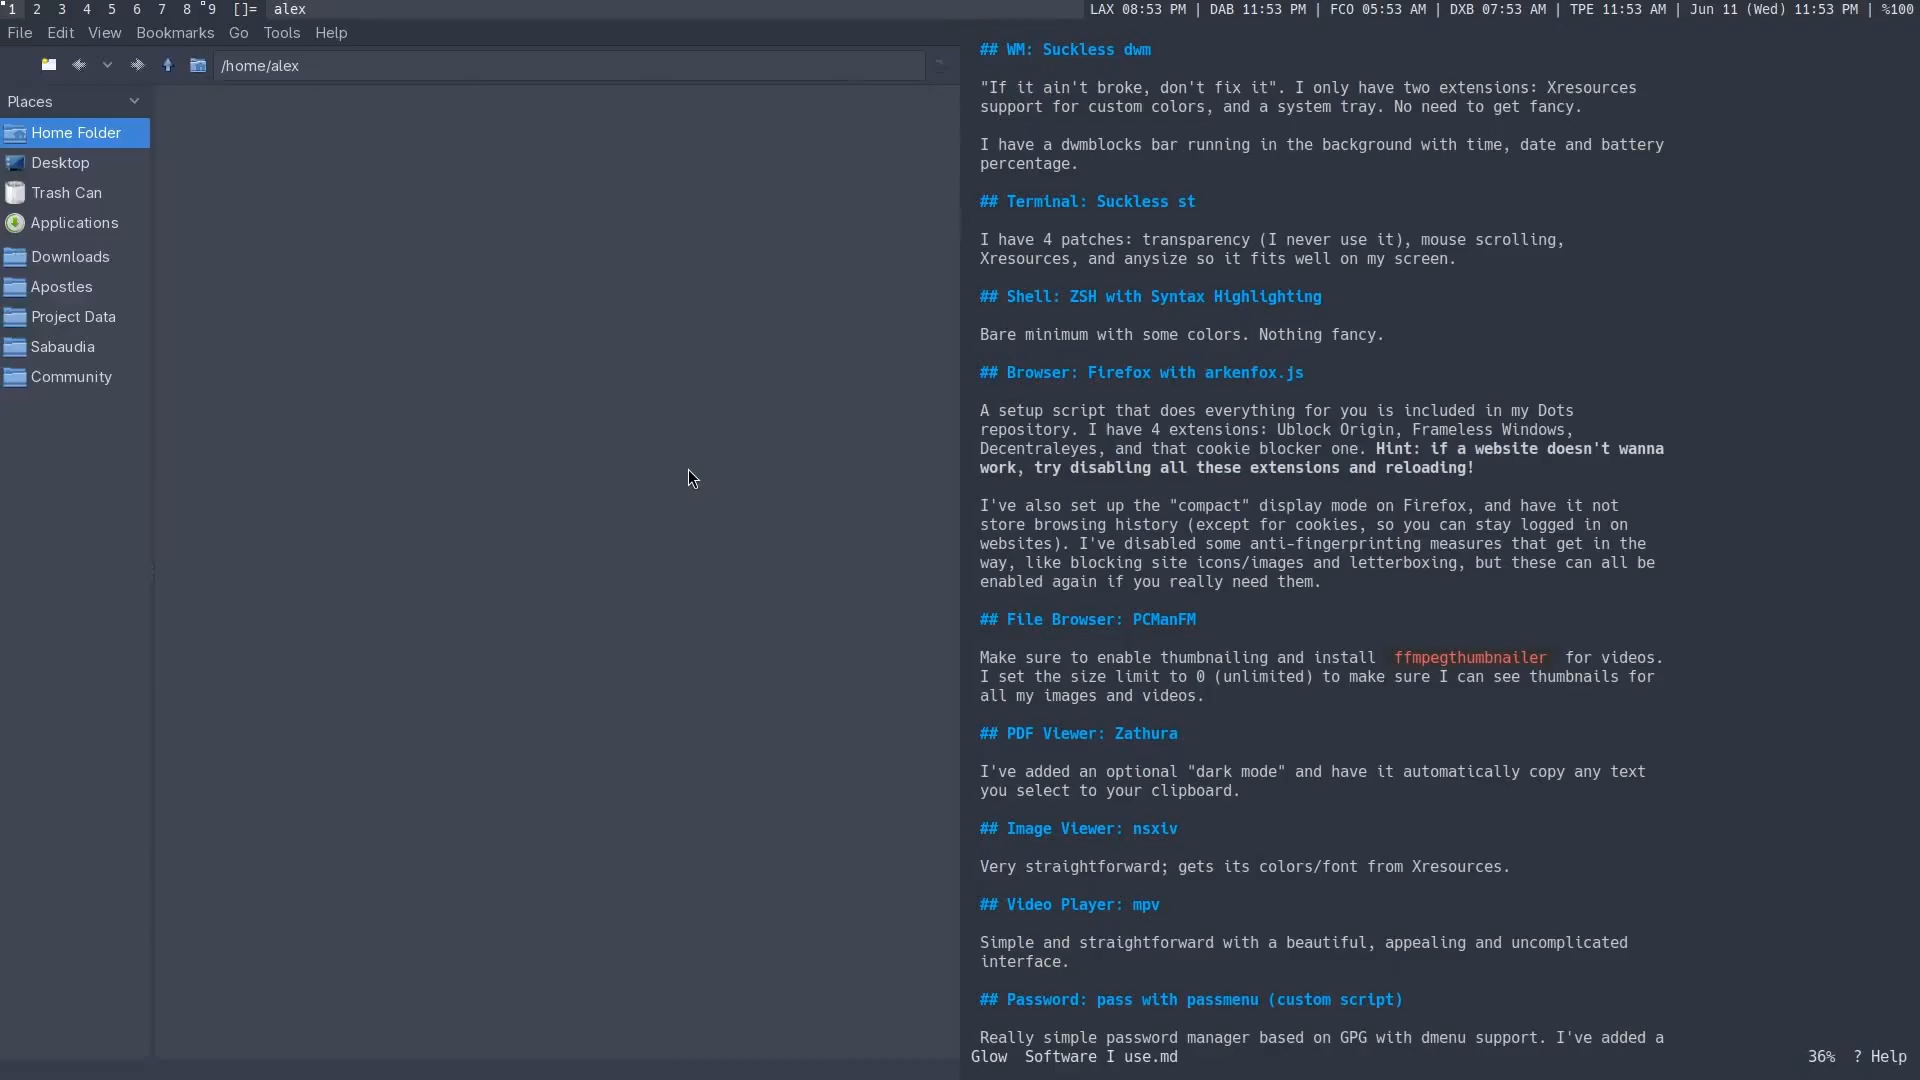 1 2 3 4 5 6 7 8 9 []= alex
LAX 08:53 PM | DAB 11:53 PM | FCO 05:53 AM | DXB 07:53 AM | TPE 11:53 AM | Jun 11 (Wed) 11:53 PM | %100
File Edit View Bookmarks Go Tools Help
/home/alex
Places
Home Folder
Desktop
Trash Can
Applications
Downloads
Apostles
Project Data
Sabaudia
Community
## WM: Suckless dwm
"If it ain't broke, don't fix it". I only have two extensions: Xresources
support for custom colors, and a system tray. No need to get fancy.
I have a dwmblocks bar running in the background with time, date and battery
percentage.
## Terminal: Suckless st
I have 4 patches: transparency (I never use it), mouse scrolling,
Xresources, and anysize so it fits well on my screen.
## Shell: ZSH with Syntax Highlighting
Bare minimum with some colors. Nothing fancy.
## Browser: Firefox with arkenfox.js
A setup script that does everything for you is included in my Dots
repository. I have 4 extensions: Ublock Origin, Frameless Windows,
Decentraleyes, and that cookie blocker one. Hint: if a website doesn't wanna
work, try disabling all these extensions and reloading!
I've also set up the "compact" display mode on Firefox, and have it not
store browsing history (except for cookies, so you can stay logged in on
websites). I've disabled some anti-fingerprinting measures that get in the
way, like blocking site icons/images and letterboxing, but these can all be
enabled again if you really need them.
## File Browser: PCManFM
Make sure to enable thumbnailing and install ffmpegthumbnailer for videos.
I set the size limit to 0 (unlimited) to make sure I can see thumbnails for
all my images and videos.
## PDF Viewer: Zathura
I've added an optional "dark mode" and have it automatically copy any text
you select to your clipboard.
## Image Viewer: nsxiv
Very straightforward; gets its colors/font from Xresources.
## Video Player: mpv
Simple and straightforward with a beautiful, appealing and uncomplicated
interface.
## Password: pass with passmenu (custom script)
Really simple password manager based on GPG with dmenu support. I've added a
Glow Software I use.md 36% ? Help